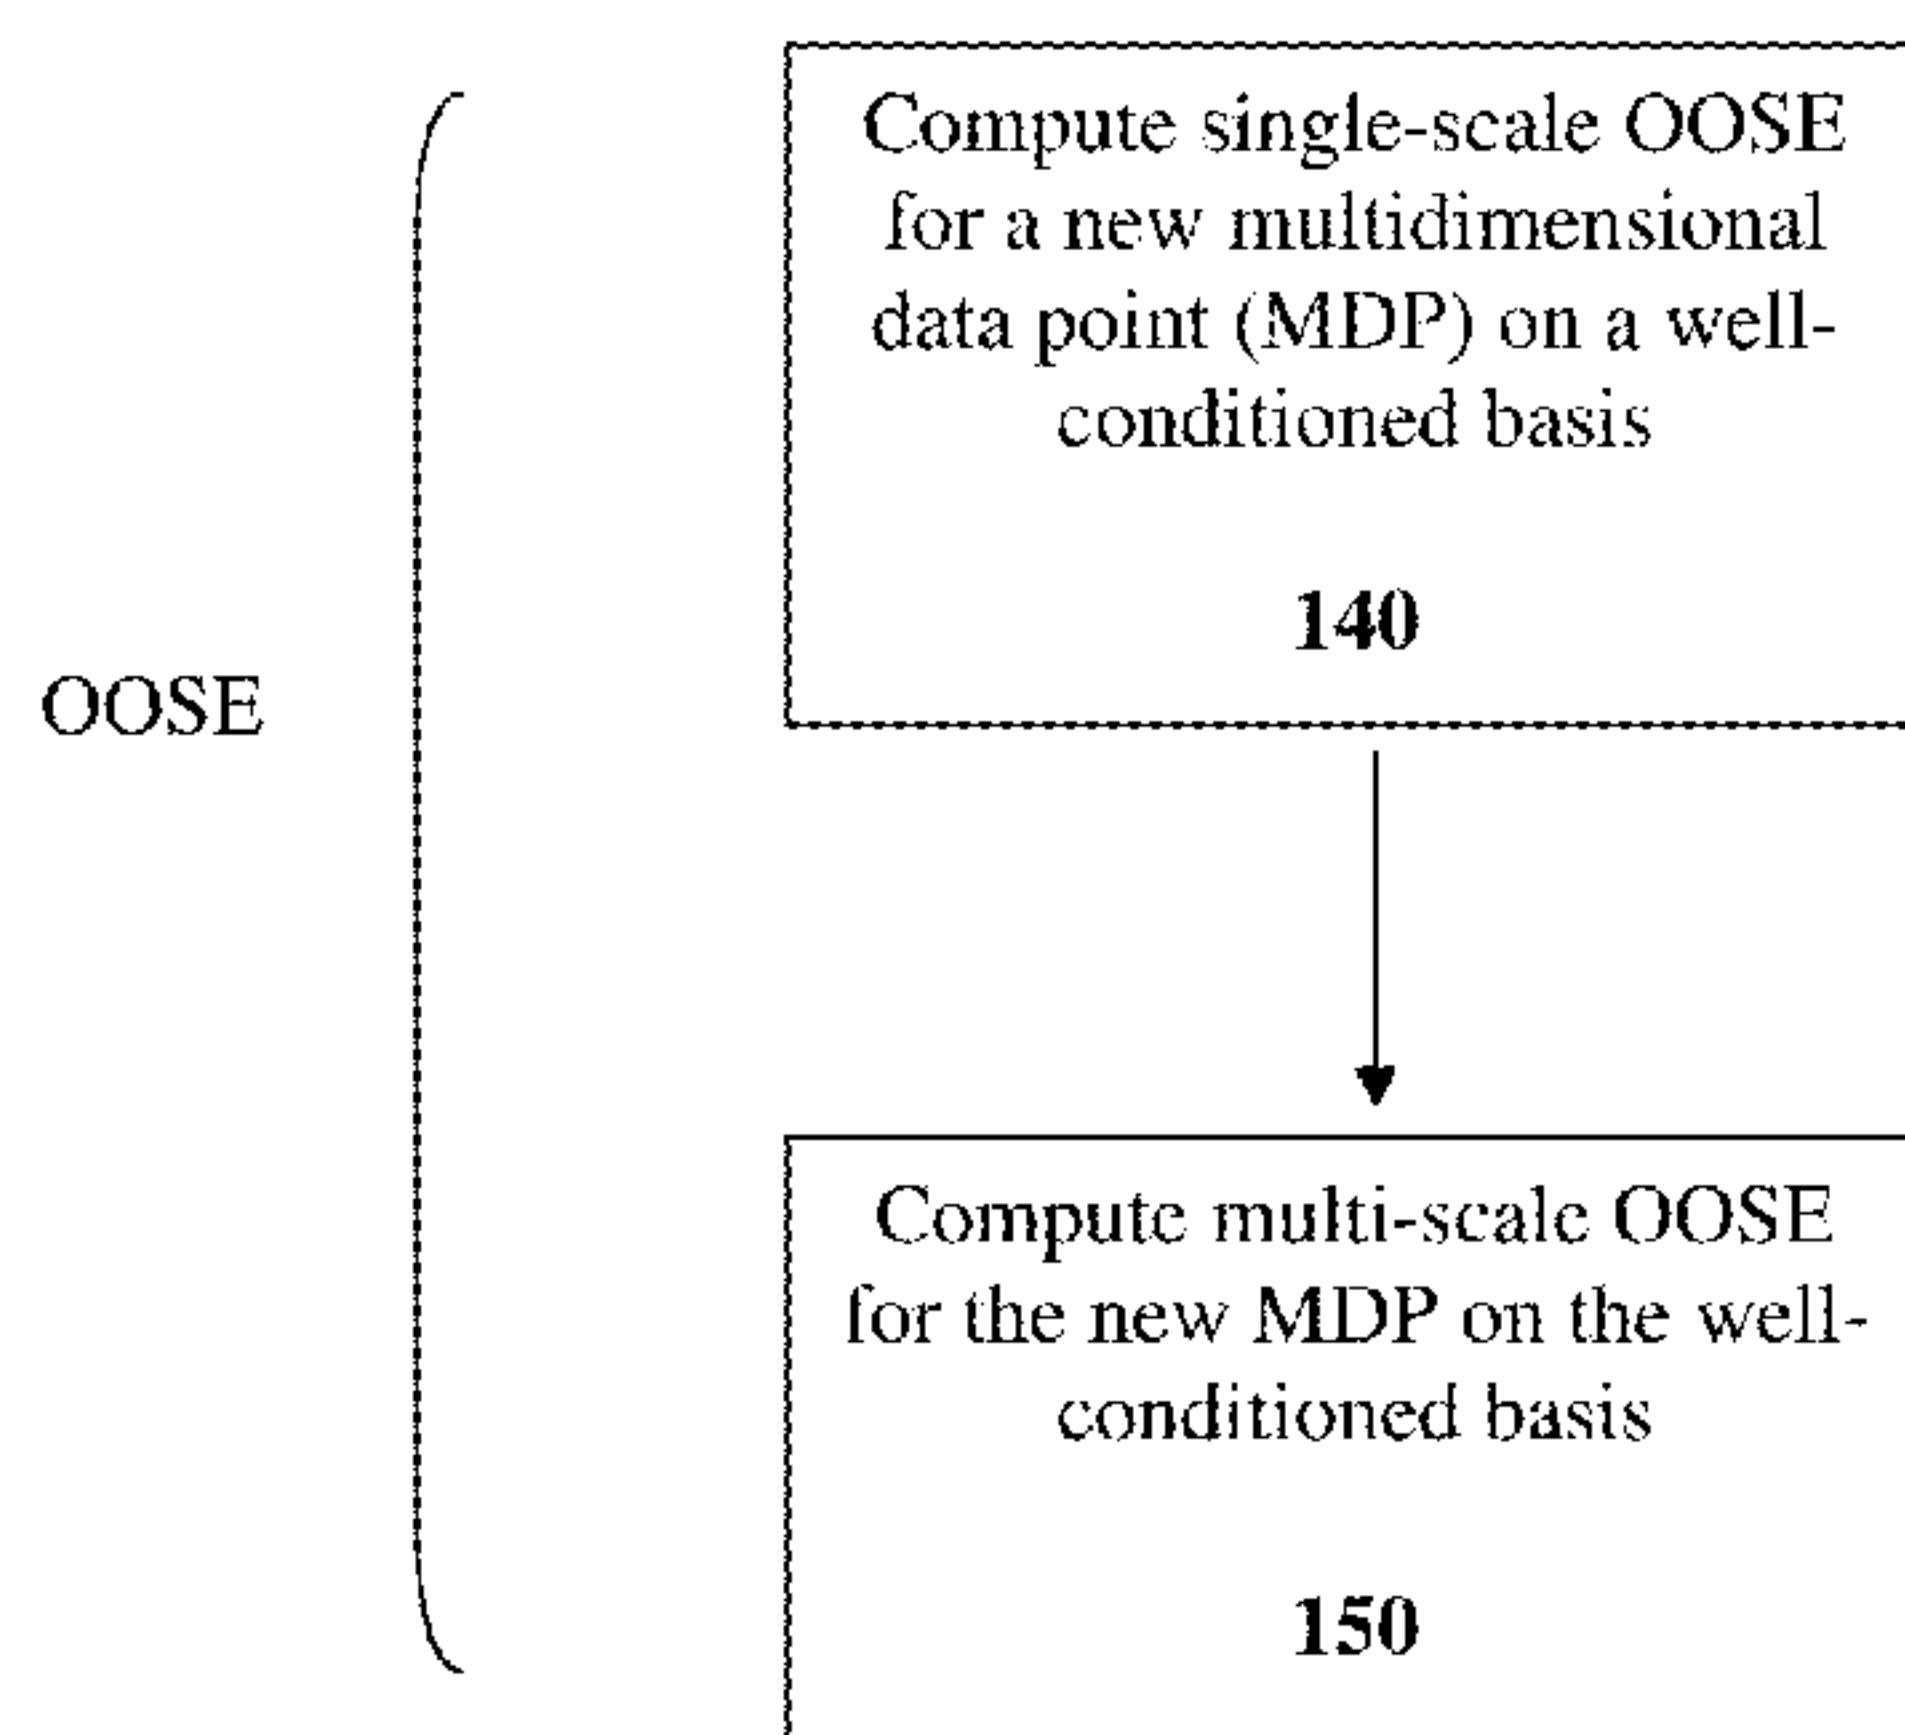 Compute single-scale OOSE
for a new multidimensional
data point (MDP) on a well-
conditioned basis
140
OOSE
Compute multi-scale OOSE
for the new MDP on the well-
conditioned basis
150